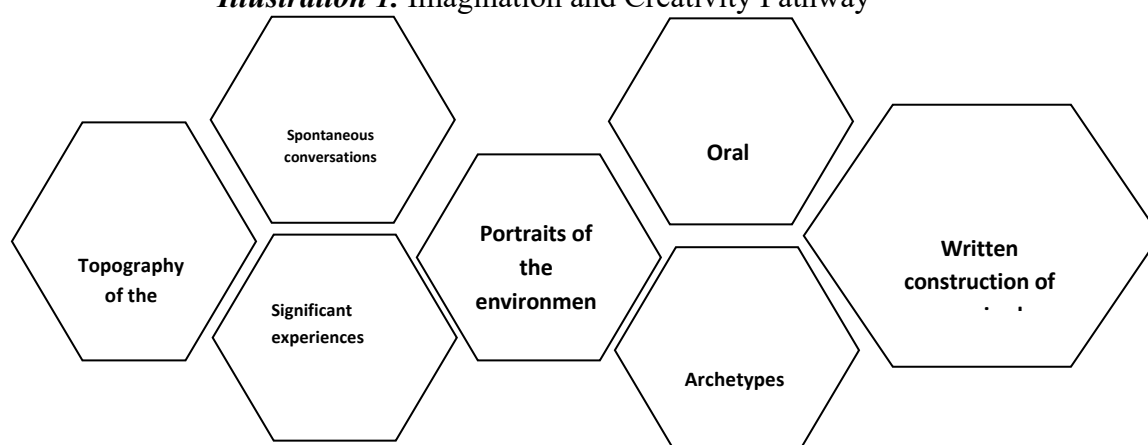 Illustration 1. Imagination and Creativity Pathway
Spontaneous
conversations
Oral
Topography
of the
Significant
experiences
Portraits of
the
environmen
Archetypes
Written
construction of